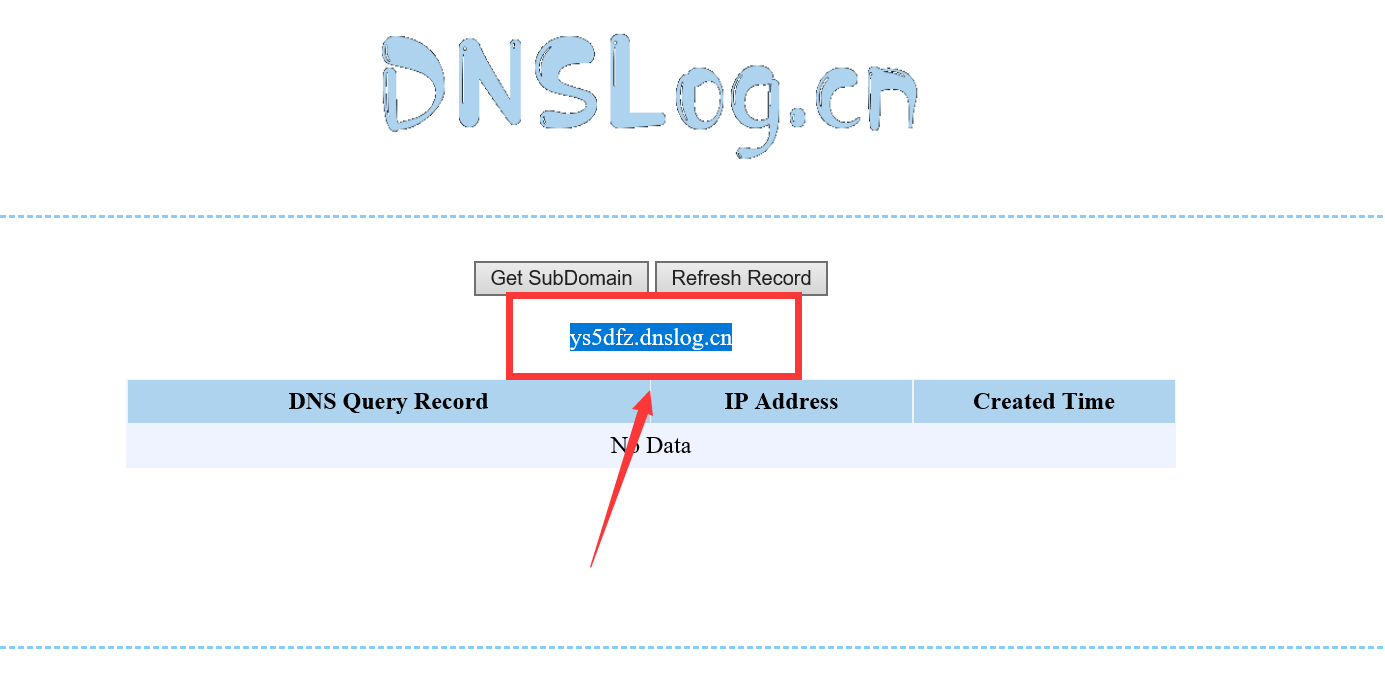 DNSLog.cn
Get SubDomain Refresh Record
ys5dfz.dnslog.cn
DNS Query Record IP Address Created Time
No Data